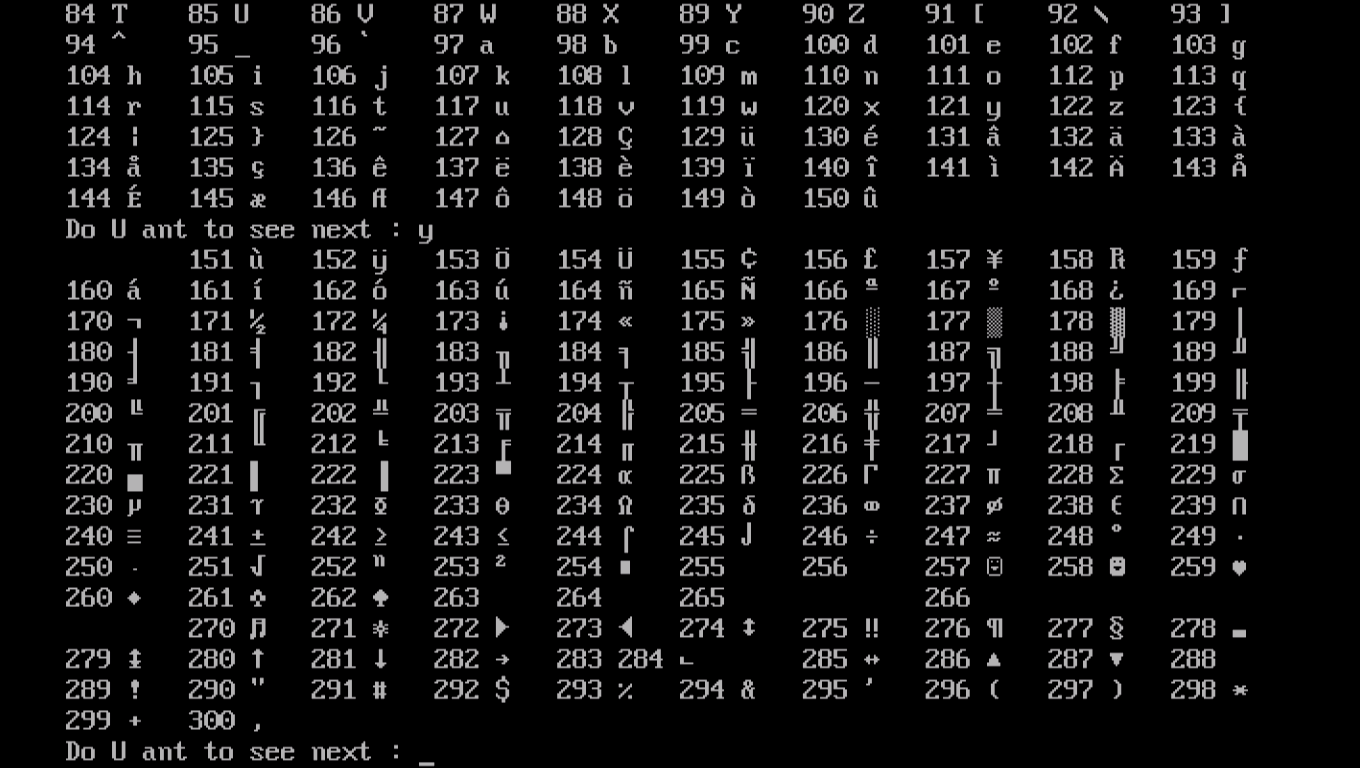 84 T 85 U 86 V 87 W 88 X 89 Y 90 Z 91 [ 92 \ 93 ]
94 ^ 95 _ 96 ` 97 a 98 b 99 c 100 d 101 e 102 f 103 g
104 h 105 i 106 j 107 k 108 l 109 m 110 n 111 o 112 p 113 q
114 r 115 s 116 t 117 u 118 v 119 w 120 x 121 y 122 z 123 {
124 ¦ 125 } 126 ~ 127 ⌂ 128 Ç 129 ü 130 é 131 â 132 ä 133 à
134 å 135 ç 136 ê 137 ë 138 è 139 ï 140 î 141 ì 142 Ä 143 Å
144 É 145 æ 146 Æ 147 ô 148 ö 149 ò 150 û
Do U ant to see next : y
151 ù 152 ÿ 153 Ö 154 Ü 155 ¢ 156 £ 157 ¥ 158 ₧ 159 ƒ
160 á 161 í 162 ó 163 ú 164 ñ 165 Ñ 166 ª 167 º 168 ¿ 169 ⌐
170 ¬ 171 ½ 172 ¼ 173 ¡ 174 « 175 » 176 ░ 177 ▒ 178 ▓ 179 │
180 ┤ 181 ╡ 182 ╢ 183 ╖ 184 ╕ 185 ╣ 186 ║ 187 ╗ 188 ╝ 189 ╜
190 ╛ 191 ┐ 192 └ 193 ┴ 194 ┬ 195 ├ 196 ─ 197 ┼ 198 ╞ 199 ╟
200 ╚ 201 ╔ 202 ╩ 203 ╦ 204 ╠ 205 ═ 206 ╬ 207 ╧ 208 ╨ 209 ╤
210 ╥ 211 ╙ 212 ╘ 213 ╒ 214 ╓ 215 ╫ 216 ╪ 217 ┘ 218 ┌ 219 █
220 ▄ 221 ▌ 222 ▐ 223 ▀ 224 α 225 ß 226 Γ 227 π 228 Σ 229 σ
230 µ 231 τ 232 Φ 233 Θ 234 Ω 235 δ 236 ∞ 237 φ 238 ε 239 ∩
240 ≡ 241 ± 242 ≥ 243 ≤ 244 ⌠ 245 ⌡ 246 ÷ 247 ≈ 248 ° 249 ∙
250 · 251 √ 252 ⁿ 253 ² 254 ■ 255 256 257 ☺ 258 ☻ 259 ♥
260 ♦ 261 ♣ 262 ♠ 263 264 265 266
270 ♫ 271 ☼ 272 ► 273 ◄ 274 ↕ 275 ‼ 276 ¶ 277 § 278 ▬
279 ↨ 280 ↑ 281 ↓ 282 → 283 284 ∟ 285 ↔ 286 ▲ 287 ▼ 288
289 ! 290 " 291 # 292 $ 293 % 294 & 295 ' 296 ( 297 ) 298 *
299 + 300 ,
Do U ant to see next : _